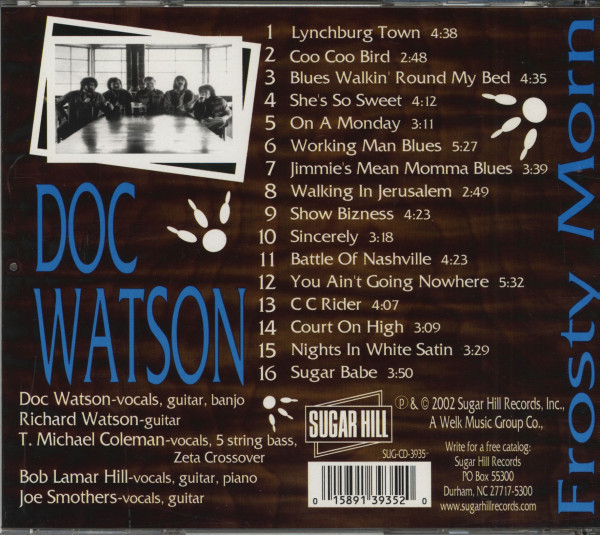 1 Lynchburg Town 4:38
2 Coo Coo Bird 2:48
3 Blues Walkin' Round My Bed 4:35
4 She's So Sweet 4:12
5 On A Monday 3:11
6 Working Man Blues 5:27
7 Jimmie's Mean Momma Blues 3:39
8 Walking In Jerusalem 2:49
9 Show Bizness 4:23
10 Sincerely 3:18
11 Battle Of Nashville 4:23
12 You Ain't Going Nowhere 5:32
13 C C Rider 4:07
14 Court On High 3:09
15 Nights In White Satin 3:29
16 Sugar Babe 3:50
DOC
WATSON
Doc Watson-vocals, guitar, banjo
Richard Watson-guitar
T. Michael Coleman-vocals, 5 string bass,
Zeta Crossover
Bob Lamar Hill-vocals, guitar, piano
Joe Smothers-vocals, guitar
SUGAR HILL
SUG-CD-3935
0 15891 39352 0
℗ & © 2002 Sugar Hill Records, Inc.,
A Welk Music Group Co.,
Write for a free catalog:
Sugar Hill Records
PO Box 55300
Durham, NC 27717-5300
www.sugarhillrecords.com
Frosty Morn